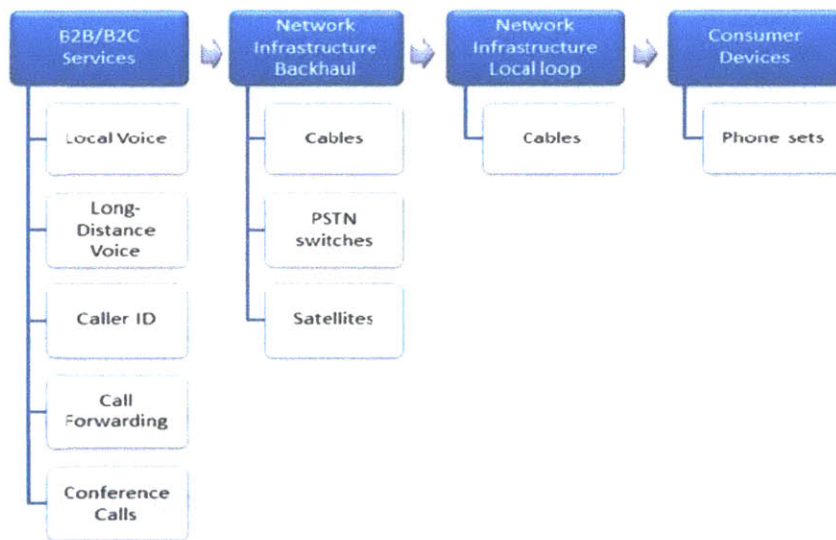 B2B/B2C
Services
Network
Infrastructure
Backhaul
Network
Infrastructure
Local loop
Consumer
Devices
Local Voice
Long-
Distance
Voice
Caller ID
Call
Forwarding
Conference
Calls
Cables
PSTN
switches
Satellites
Cables
Phone sets